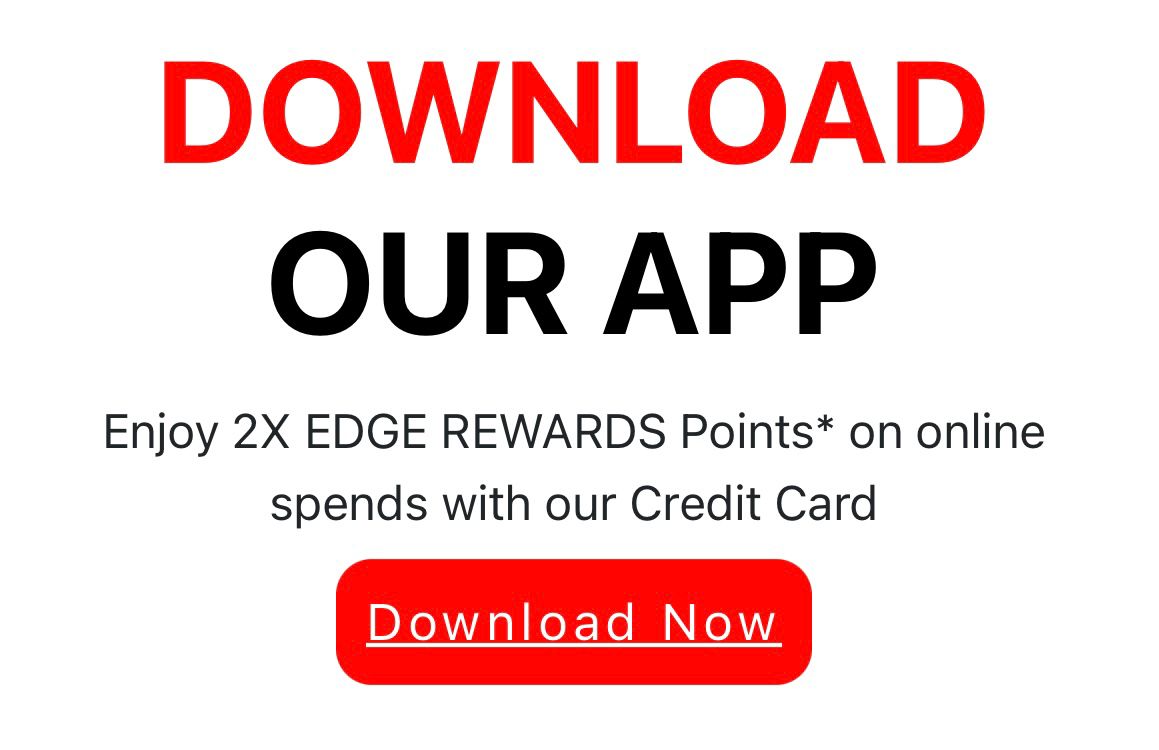 DOWNLOAD
OUR APP
Enjoy 2X EDGE REWARDS Points* on online
spends with our Credit Card
Download Now